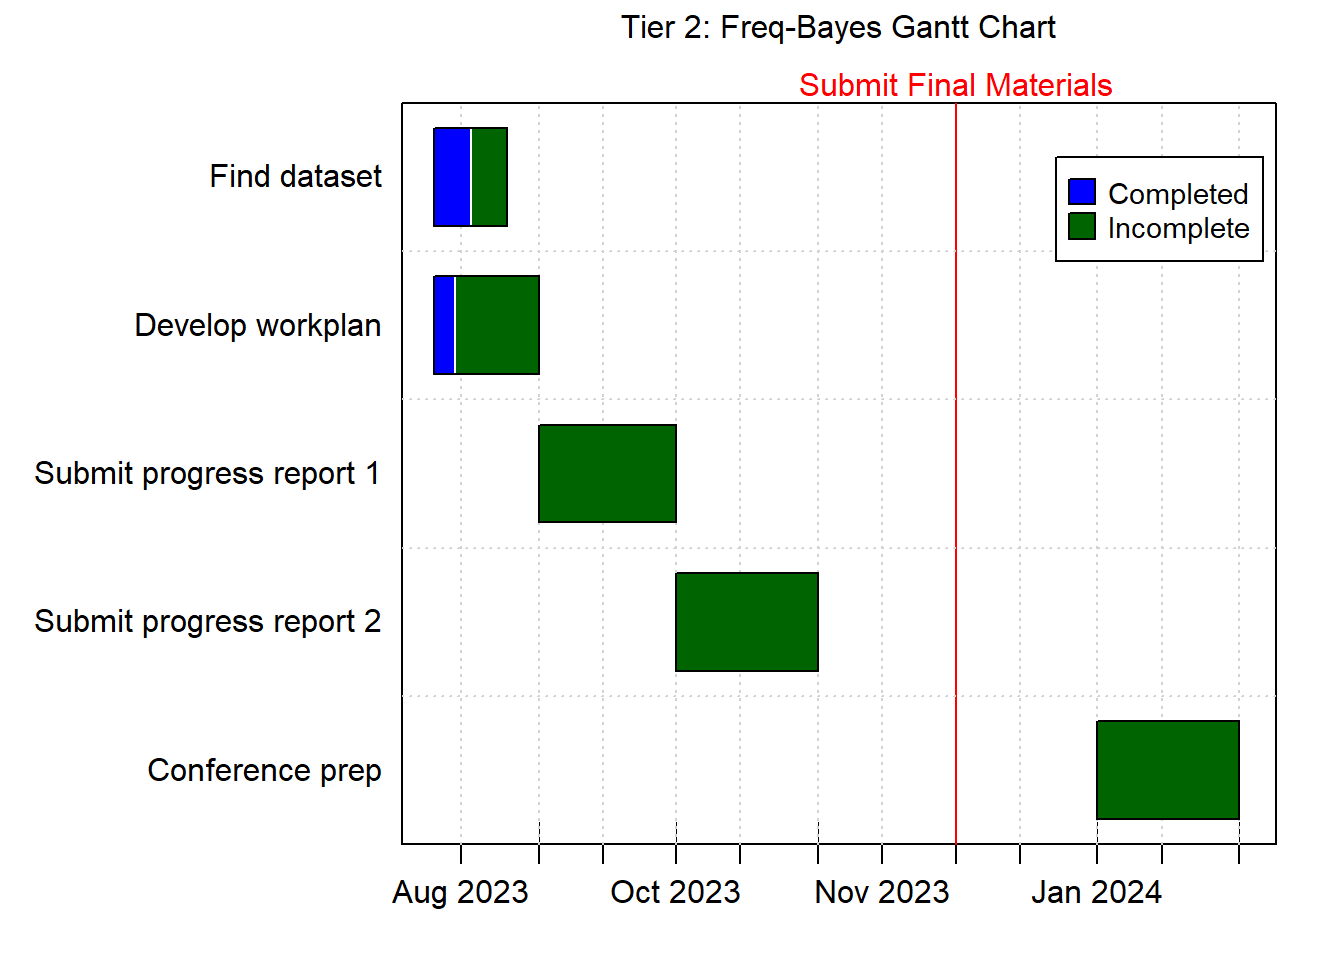 Tier 2: Freq-Bayes Gantt Chart
Submit Final Materials
Find dataset
Completed
Incomplete
Develop workplan
Submit progress report 1
Submit progress report 2
Conference prep
Aug 2023 Oct 2023 Nov 2023 Jan 2024